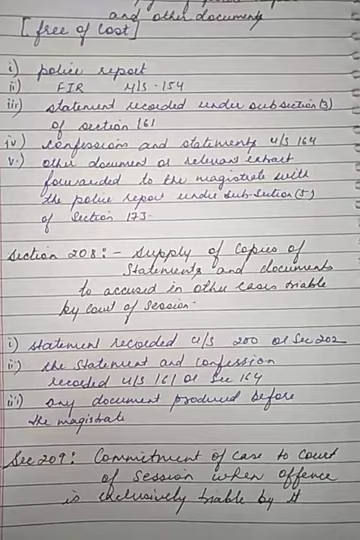 and other documents
[free of cost]
i) police report
ii) FIR u/s-154
iii) statement recorded under subsection(3)
of section 161
iv) confessions and statements u/s 164
v) other document or relevant extract
forwarded to the magistrate with
the police report under sub-section(5)
of Section 173.
Section 208:- Supply of Copies of
Statements and documents
to accused in other cases triable
by court of Session.
i) statement recorded u/s 200 or Sec 202
ii) the statement and confession
recorded u/s 161 or Sec 164
iii) any document produced before
the magistrate
Sec 209: Commitment of case to Court
of Session when offence
is exclusively triable by it